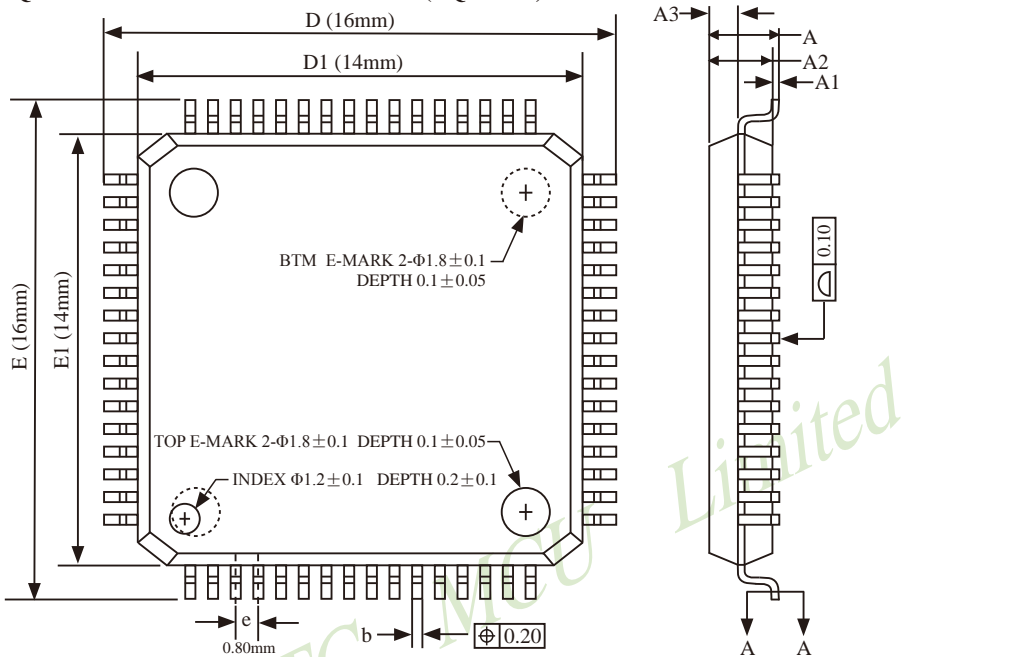 D (16mm)
D1 (14mm)
A3
A
A2
A1
E (16mm)
E1 (14mm)
BTM E-MARK 2-Φ1.8±0.1
DEPTH 0.1±0.05
0.10
TOP E-MARK 2-Φ1.8±0.1 DEPTH 0.1±0.05
INDEX Φ1.2±0.1 DEPTH 0.2±0.1
e
0.80mm
b
⌖ 0.20
A A
MCU Limited